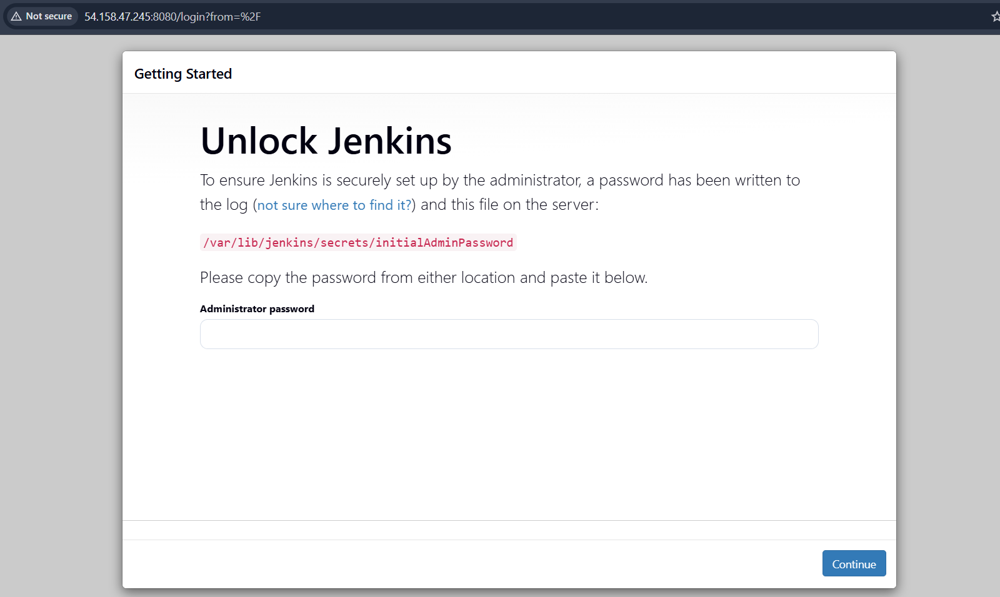 Not secure 54.158.47.245:8080/login?from=%2F
Getting Started
Unlock Jenkins
To ensure Jenkins is securely set up by the administrator, a password has been written to
the log (not sure where to find it?) and this file on the server:
/var/lib/jenkins/secrets/initialAdminPassword
Please copy the password from either location and paste it below.
Administrator password
Continue